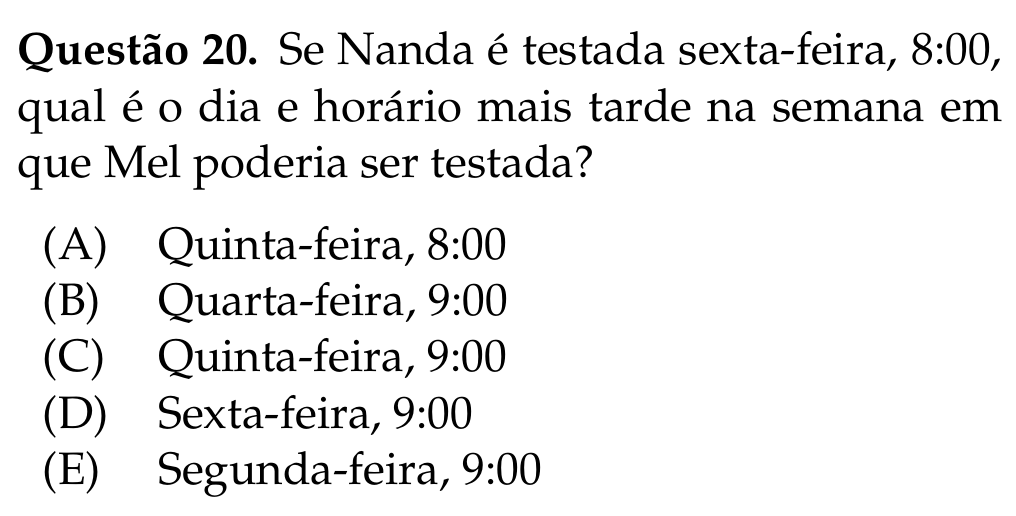 Questão 20. Se Nanda é testada sexta-feira, 8:00,
qual é o dia e horário mais tarde na semana em
que Mel poderia ser testada?
(A) Quinta-feira, 8:00
(B) Quarta-feira, 9:00
(C) Quinta-feira, 9:00
(D) Sexta-feira, 9:00
(E) Segunda-feira, 9:00